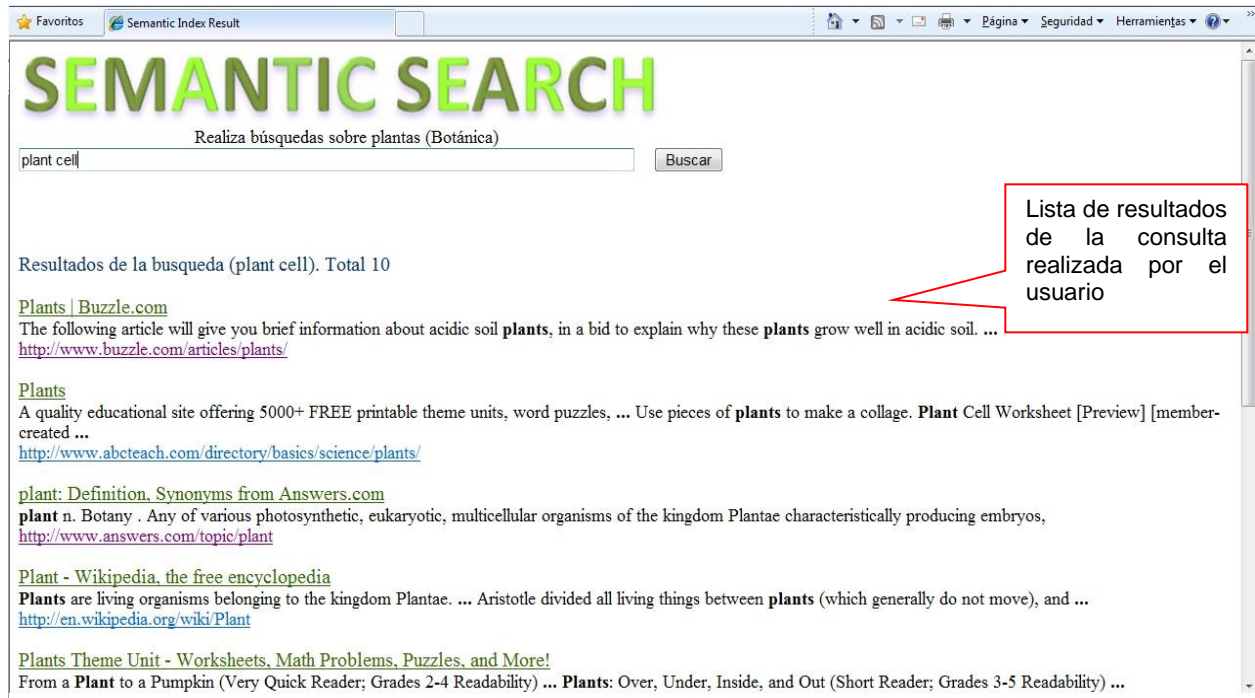 Favoritos Semantic Index Result Página Seguridad Herramientas
SEMANTIC SEARCH
Realiza búsquedas sobre plantas (Botánica)
plant cell Buscar
Lista de resultados
de la consulta
realizada por el
usuario
Resultados de la busqueda (plant cell). Total 10
Plants | Buzzle.com
The following article will give you brief information about acidic soil plants, in a bid to explain why these plants grow well in acidic soil. ...
http://www.buzzle.com/articles/plants/
Plants
A quality educational site offering 5000+ FREE printable theme units, word puzzles, ... Use pieces of plants to make a collage. Plant Cell Worksheet [Preview] [member-
created ...
http://www.abcteach.com/directory/basics/science/plants/
plant: Definition, Synonyms from Answers.com
plant n. Botany . Any of various photosynthetic, eukaryotic, multicellular organisms of the kingdom Plantae characteristically producing embryos,
http://www.answers.com/topic/plant
Plant - Wikipedia, the free encyclopedia
Plants are living organisms belonging to the kingdom Plantae. ... Aristotle divided all living things between plants (which generally do not move), and ...
http://en.wikipedia.org/wiki/Plant
Plants Theme Unit - Worksheets, Math Problems, Puzzles, and More!
From a Plant to a Pumpkin (Very Quick Reader; Grades 2-4 Readability) ... Plants: Over, Under, Inside, and Out (Short Reader; Grades 3-5 Readability) ...